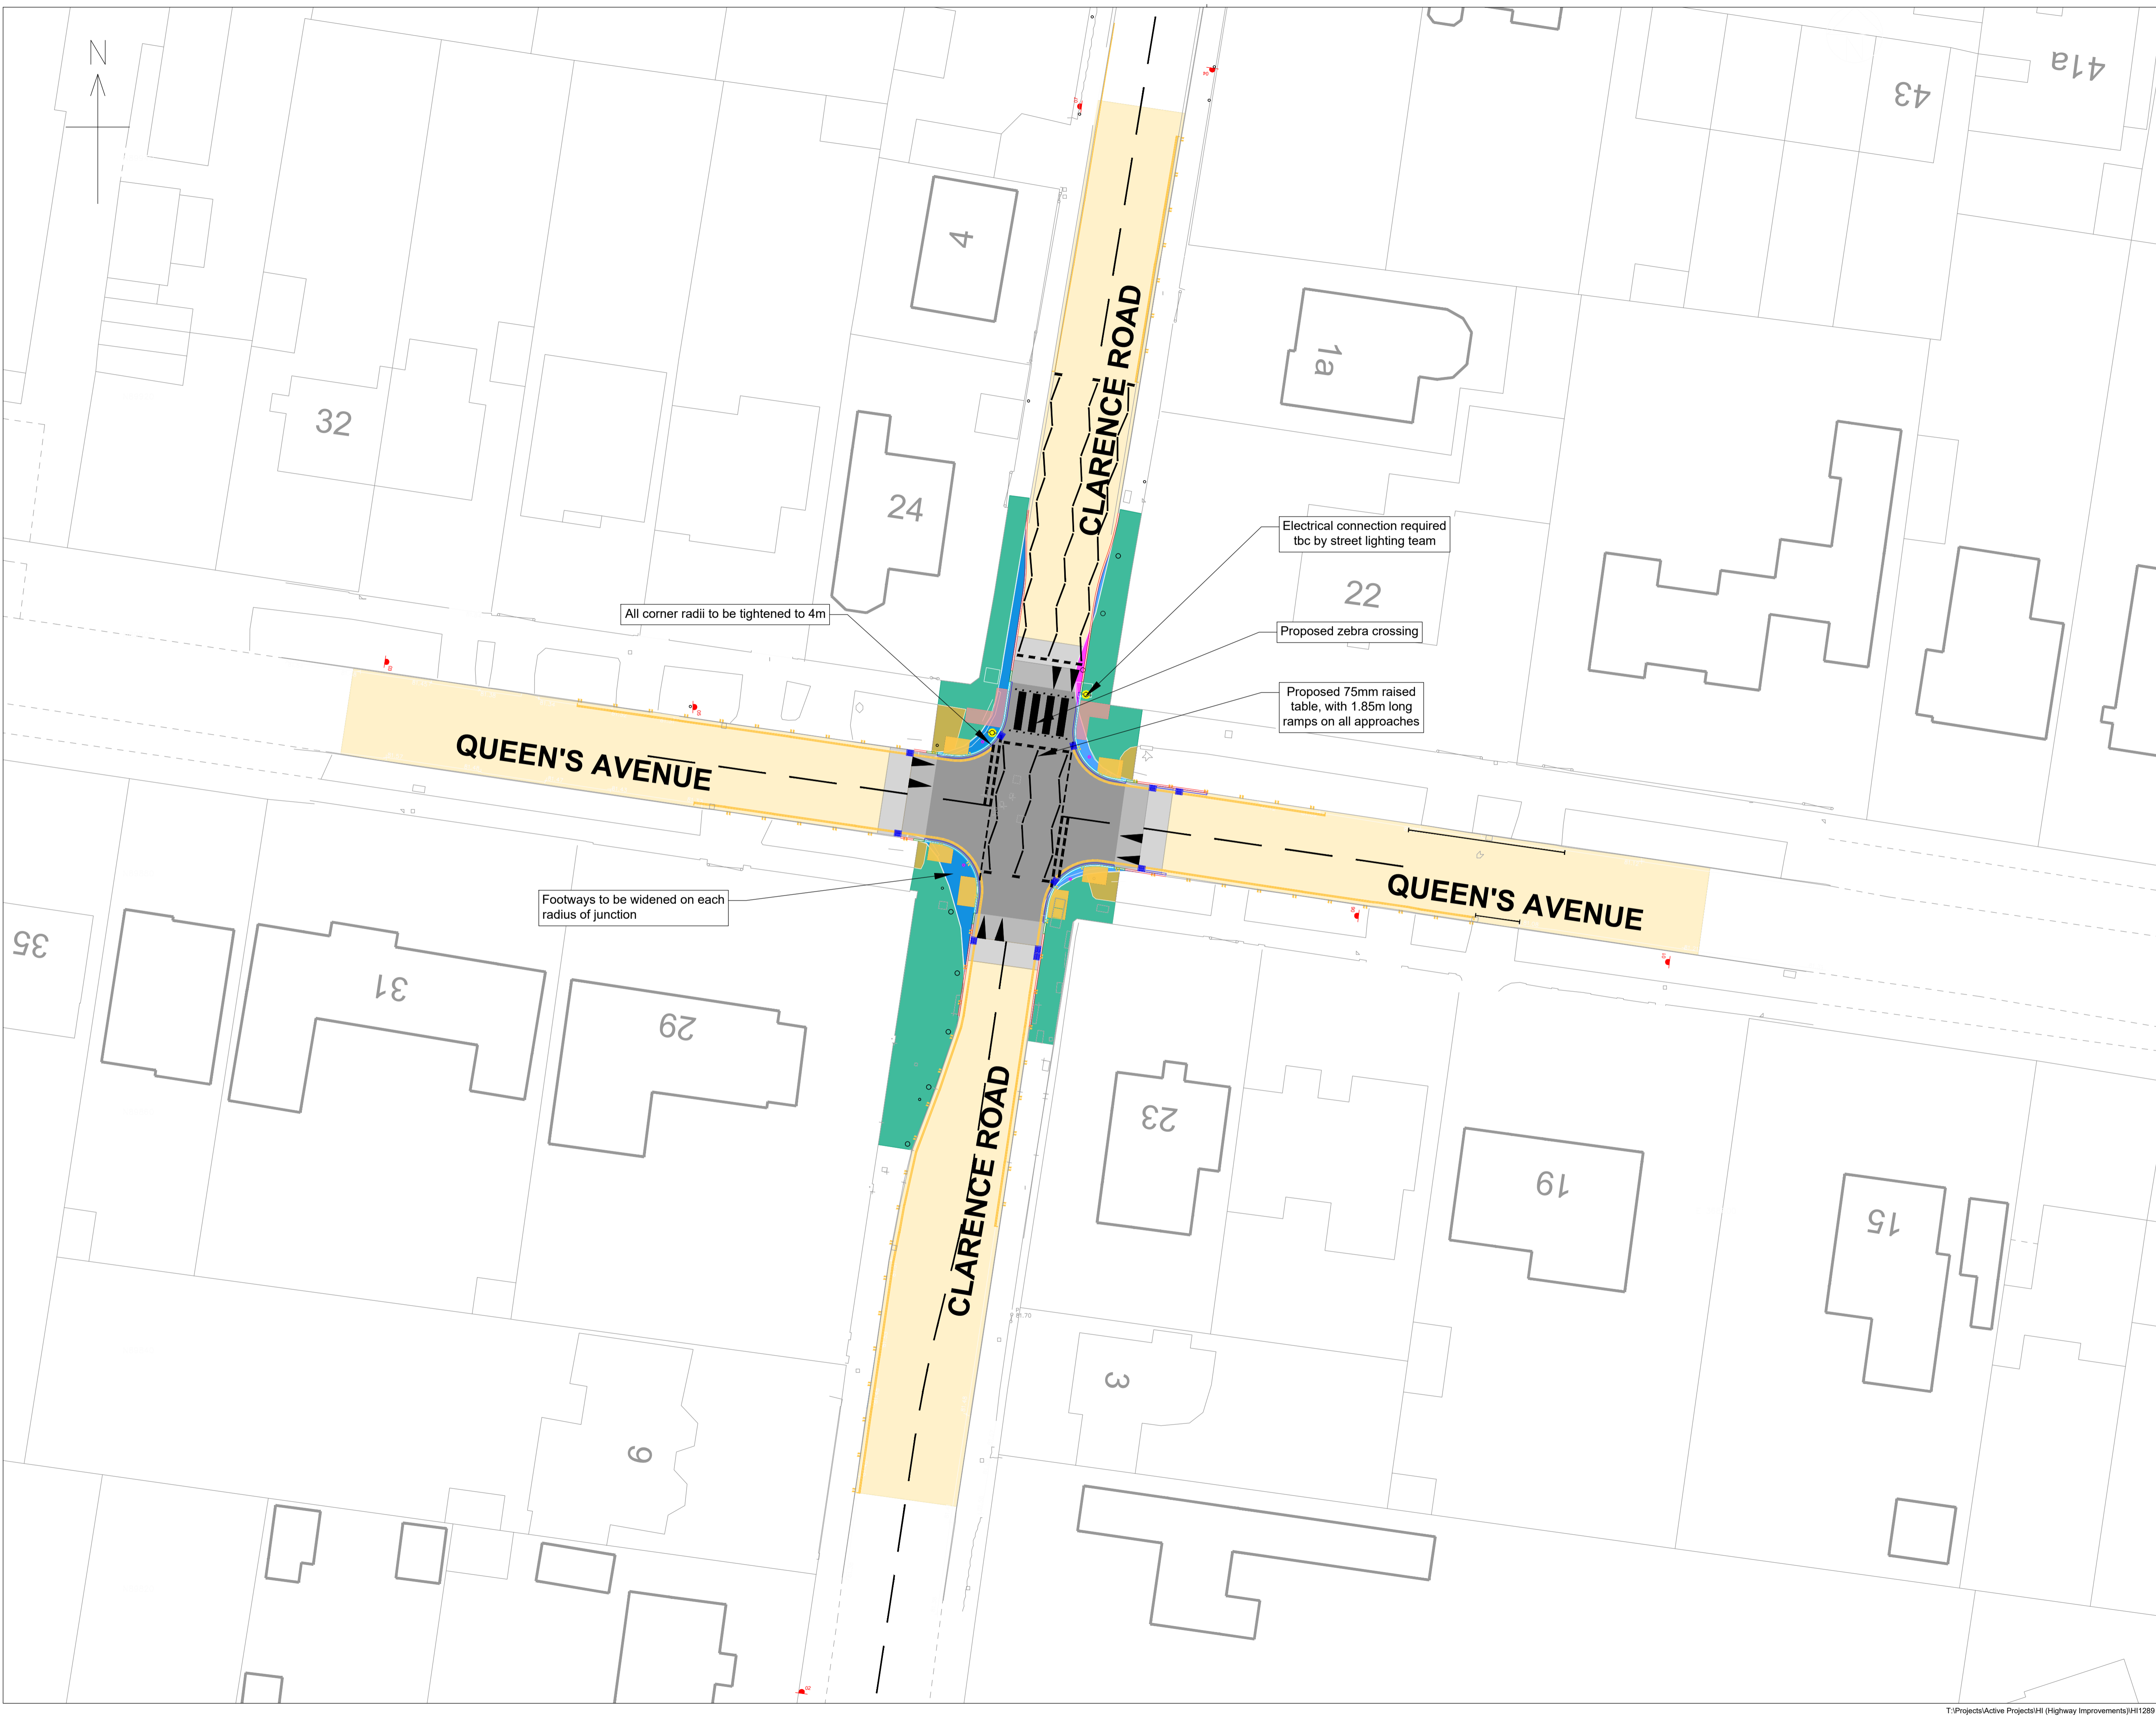 N
41a
43
4
CLARENCE ROAD
1a
32
24
Electrical connection required
tbc by street lighting team
22
All corner radii to be tightened to 4m
Proposed zebra crossing
Proposed 75mm raised
table, with 1.85m long
ramps on all approaches
QUEEN'S AVENUE
QUEEN'S AVENUE
Footways to be widened on each
radius of junction
35
31
29
23
19
15
CLARENCE ROAD
3
9
T:\Projects\Active Projects\HI (Highway Improvements)\HI1289